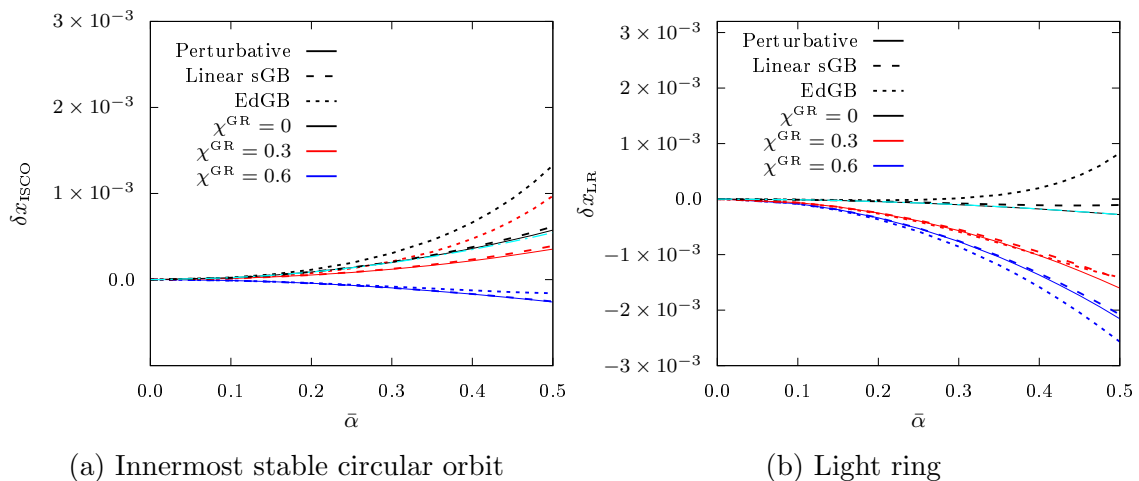 3 × 10⁻³
2 × 10⁻³
1 × 10⁻³
0.0
δx_ISCO
Perturbative
Linear sGB
EdGB
χ^GR = 0
χ^GR = 0.3
χ^GR = 0.6
0.0 0.1 0.2 0.3 0.4 0.5
ᾱ
(a) Innermost stable circular orbit
3 × 10⁻³
2 × 10⁻³
1 × 10⁻³
0.0
−1 × 10⁻³
−2 × 10⁻³
−3 × 10⁻³
δx_LR
Perturbative
Linear sGB
EdGB
χ^GR = 0
χ^GR = 0.3
χ^GR = 0.6
0.0 0.1 0.2 0.3 0.4 0.5
ᾱ
(b) Light ring